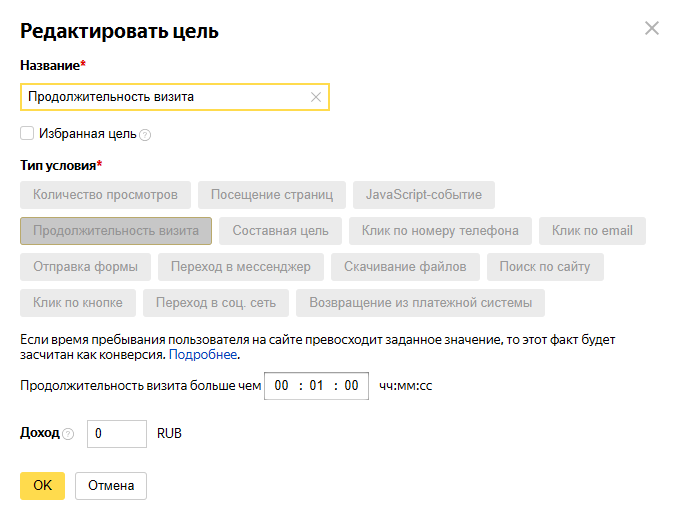 Редактировать цель
Название*
Продолжительность визита
Избранная цель ?
Тип условия*
Количество просмотров Посещение страниц JavaScript-событие
Продолжительность визита Составная цель Клик по номеру телефона Клик по email
Отправка формы Переход в мессенджер Скачивание файлов Поиск по сайту
Клик по кнопке Переход в соц. сеть Возвращение из платежной системы
Если время пребывания пользователя на сайте превосходит заданное значение, то этот факт будет
засчитан как конверсия. Подробнее.
Продолжительность визита больше чем 00 : 01 : 00 чч:мм:сс
Доход ? 0 RUB
OK Отмена